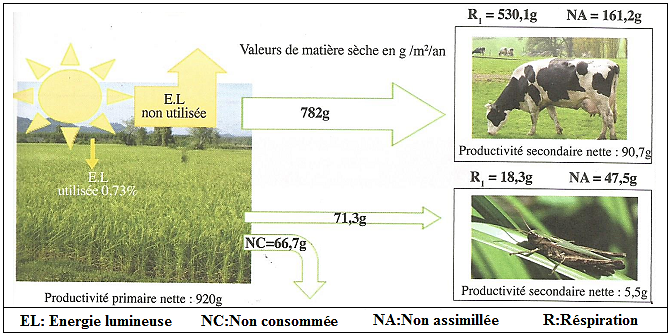 R₁ = 530,1g NA = 161,2g
Valeurs de matière sèche en g /m²/an
E.L
non utilisée
782g
Productivité secondaire nette : 90,7g
E.L
utilisée 0.73%
R₁ = 18,3g NA = 47,5g
71,3g
NC=66,7g
Productivité primaire nette : 920g
Productivité secondaire nette : 5,5g
EL: Energie lumineuse NC:Non consommée NA:Non assimillée R:Réspiration